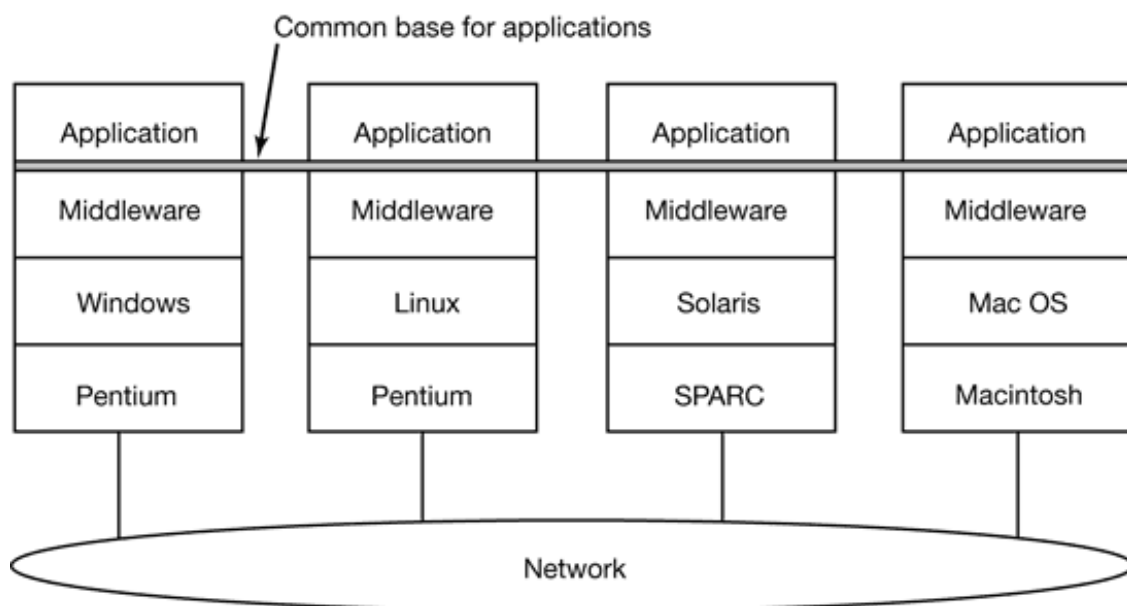 Common base for applications
Application Application Application Application
Middleware Middleware Middleware Middleware
Windows Linux Solaris Mac OS
Pentium Pentium SPARC Macintosh
Network